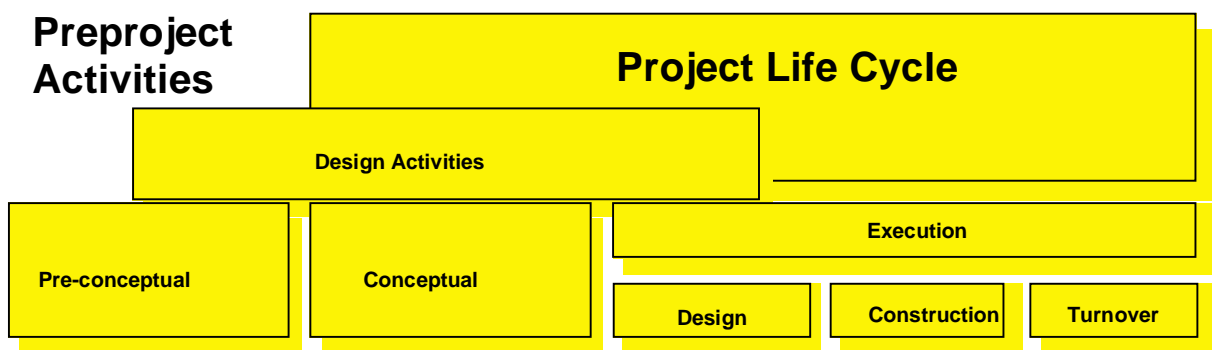 Preproject
Activities
Project Life Cycle
Design Activities
Execution
Pre-conceptual
Conceptual
Design
Construction
Turnover